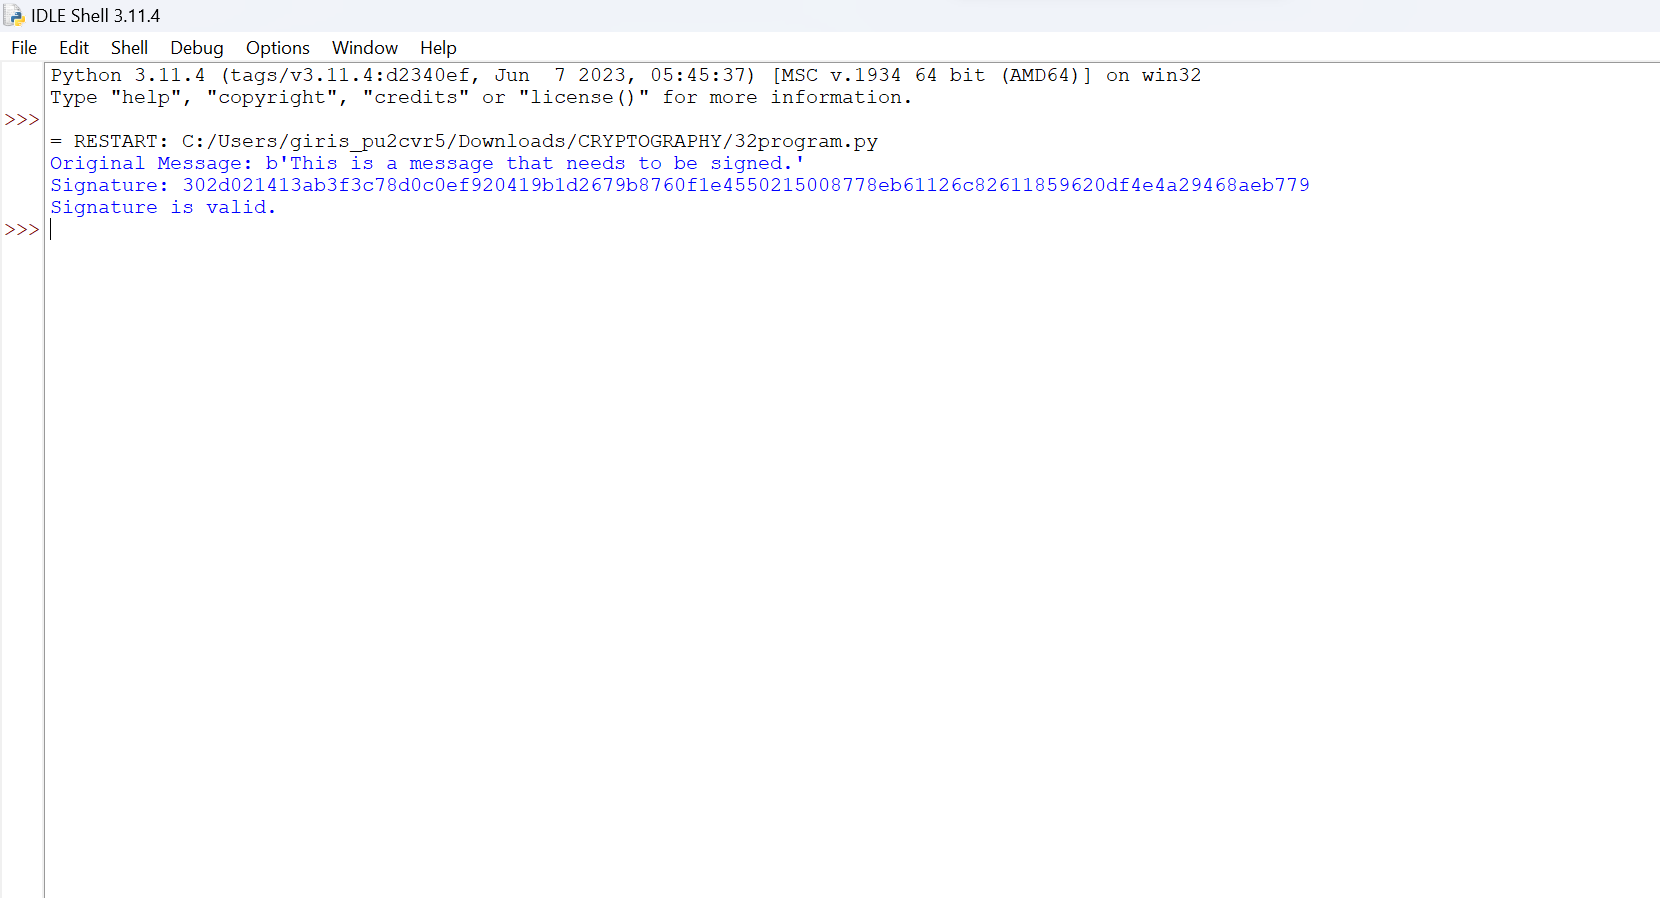 IDLE Shell 3.11.4
File Edit Shell Debug Options Window Help
Python 3.11.4 (tags/v3.11.4:d2340ef, Jun  7 2023, 05:45:37) [MSC v.1934 64 bit (AMD64)] on win32
Type "help", "copyright", "credits" or "license()" for more information.
>>>
= RESTART: C:/Users/giris_pu2cvr5/Downloads/CRYPTOGRAPHY/32program.py
Original Message: b'This is a message that needs to be signed.'
Signature: 302d021413ab3f3c78d0c0ef920419b1d2679b8760f1e4550215008778eb61126c82611859620df4e4a29468aeb779
Signature is valid.
>>>